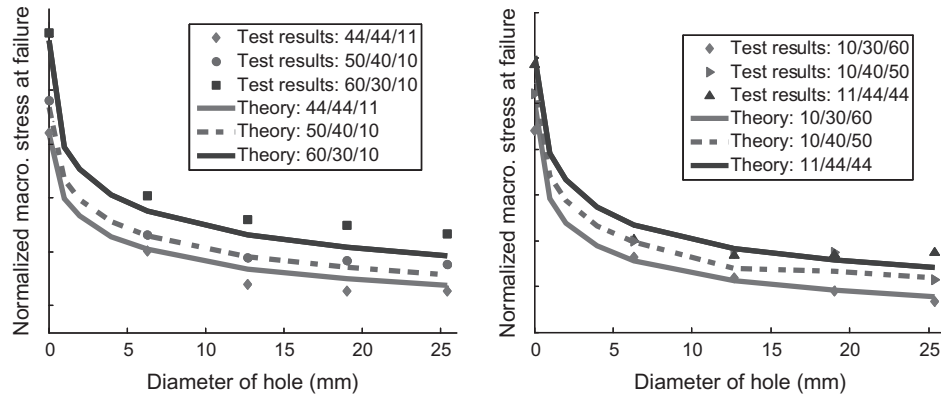 Normalized macro. stress at failure
Test results: 44/44/11
Test results: 50/40/10
Test results: 60/30/10
Theory: 44/44/11
Theory: 50/40/10
Theory: 60/30/10
0 5 10 15 20 25
Diameter of hole (mm)
Normalized macro. stress at failure
Test results: 10/30/60
Test results: 10/40/50
Test results: 11/44/44
Theory: 10/30/60
Theory: 10/40/50
Theory: 11/44/44
0 5 10 15 20 25
Diameter of hole (mm)